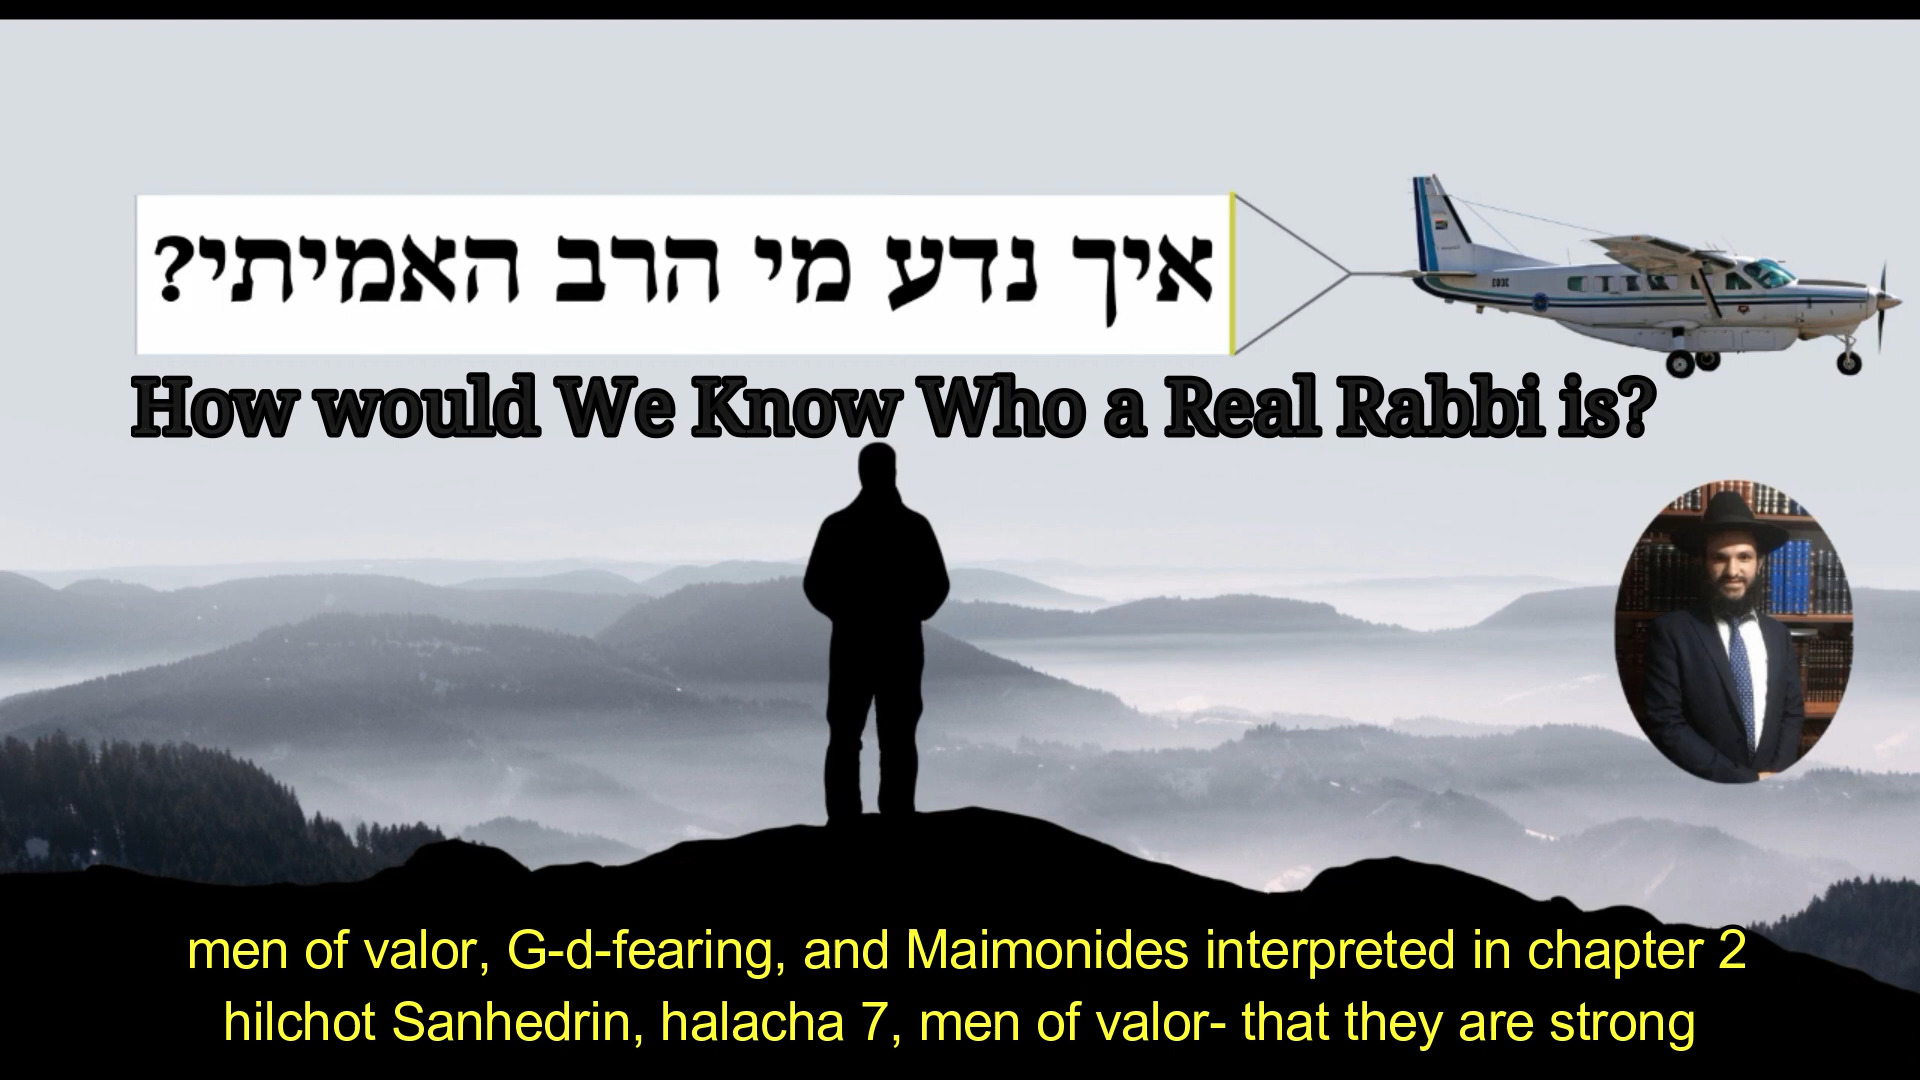 איך נדע מי הרב האמיתי?
How would We Know Who a Real Rabbi is?
men of valor, G-d-fearing, and Maimonides interpreted in chapter 2
hilchot Sanhedrin, halacha 7, men of valor- that they are strong